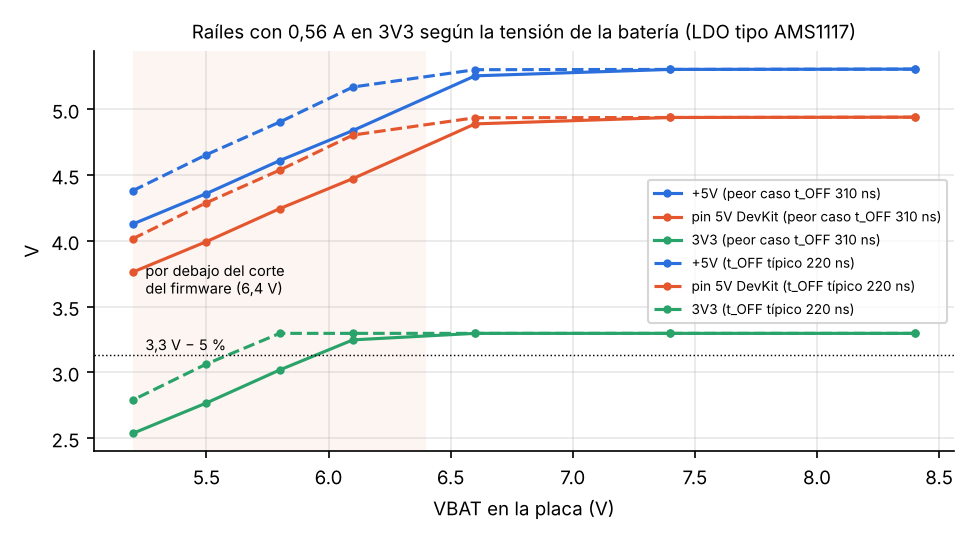 Raíles con 0,56 A en 3V3 según la tensión de la batería (LDO tipo AMS1117)
V
5.0
4.5
4.0
3.5
3.0
2.5
+5V (peor caso t_OFF 310 ns)
pin 5V DevKit (peor caso t_OFF 310 ns)
3V3 (peor caso t_OFF 310 ns)
+5V (t_OFF típico 220 ns)
pin 5V DevKit (t_OFF típico 220 ns)
3V3 (t_OFF típico 220 ns)
por debajo del corte
del firmware (6,4 V)
3,3 V − 5 %
5.5
6.0
6.5
7.0
7.5
8.0
8.5
VBAT en la placa (V)